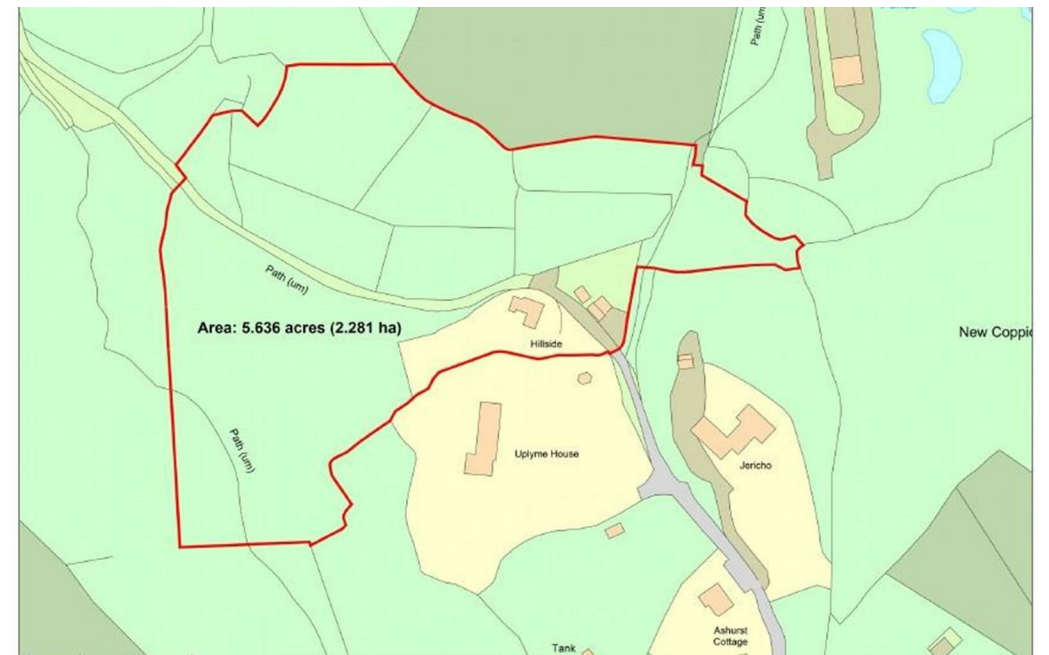 Path (um)
Path (um)
Area: 5.636 acres (2.281 ha)
Hillside
New Coppic
Path (um)
Uplyme House
Jericho
Ashurst
Cottage
Tank